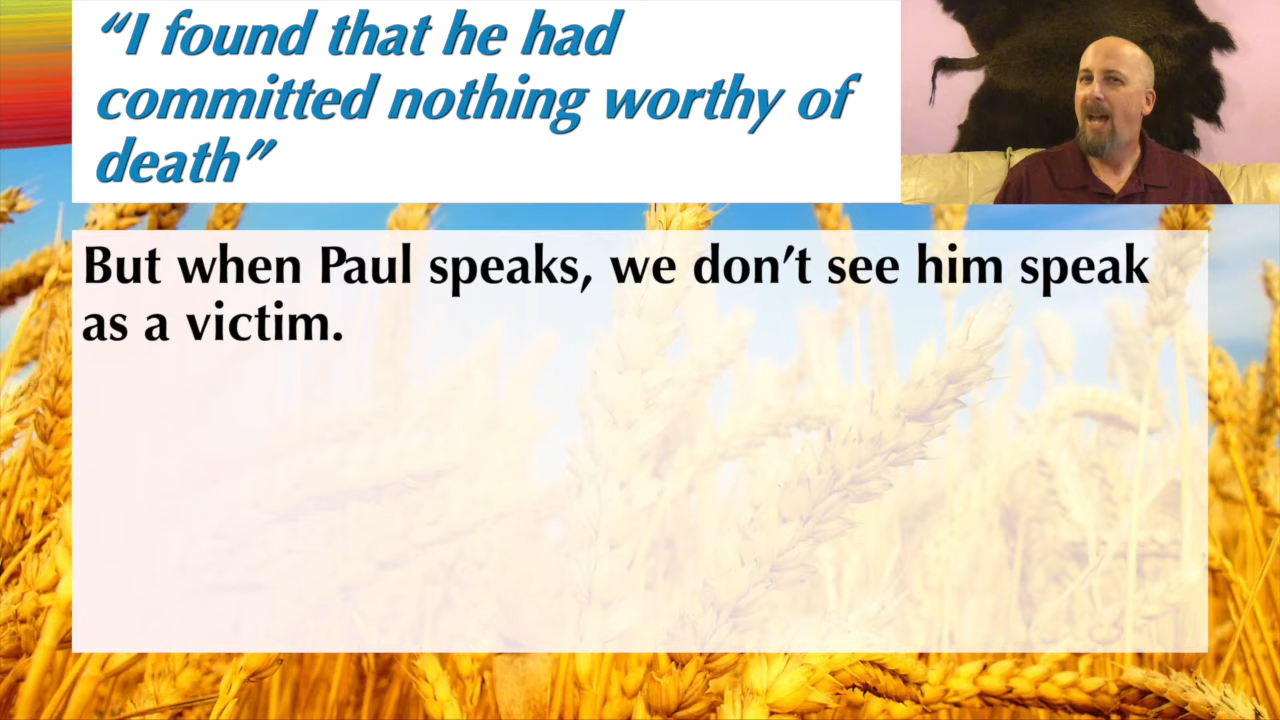 “I found that he had
committed nothing worthy of
death”
But when Paul speaks, we don’t see him speak
as a victim.